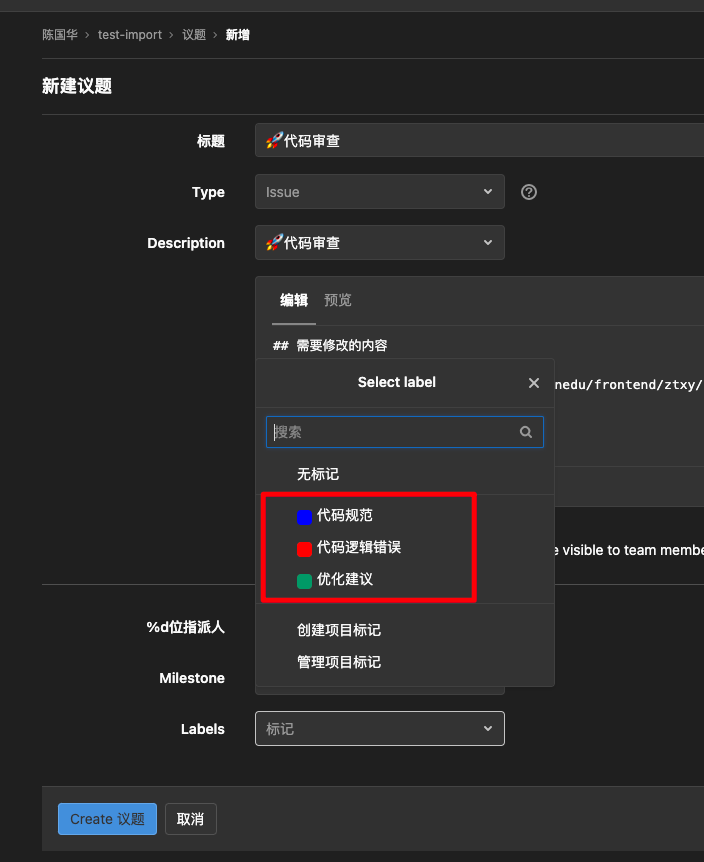 陈国华 › test-import › 议题 › 新增
新建议题
标题 🚀代码审查
Type Issue
Description 🚀代码审查
编辑 预览
## 需要修改的内容
nedu/frontend/ztxy/
Select label
搜索
无标记
代码规范
代码逻辑错误
优化建议
visible to team membe
%d位指派人
创建项目标记
管理项目标记
Milestone
Labels 标记
Create 议题 取消